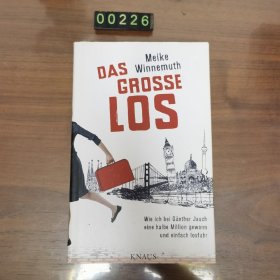 00226
Meike
Winnemuth
DAS
GROSSE
LOS
Wie ich bei Günther Jauch
eine halbe Million gewann
und einfach losfuhr
KNAUS